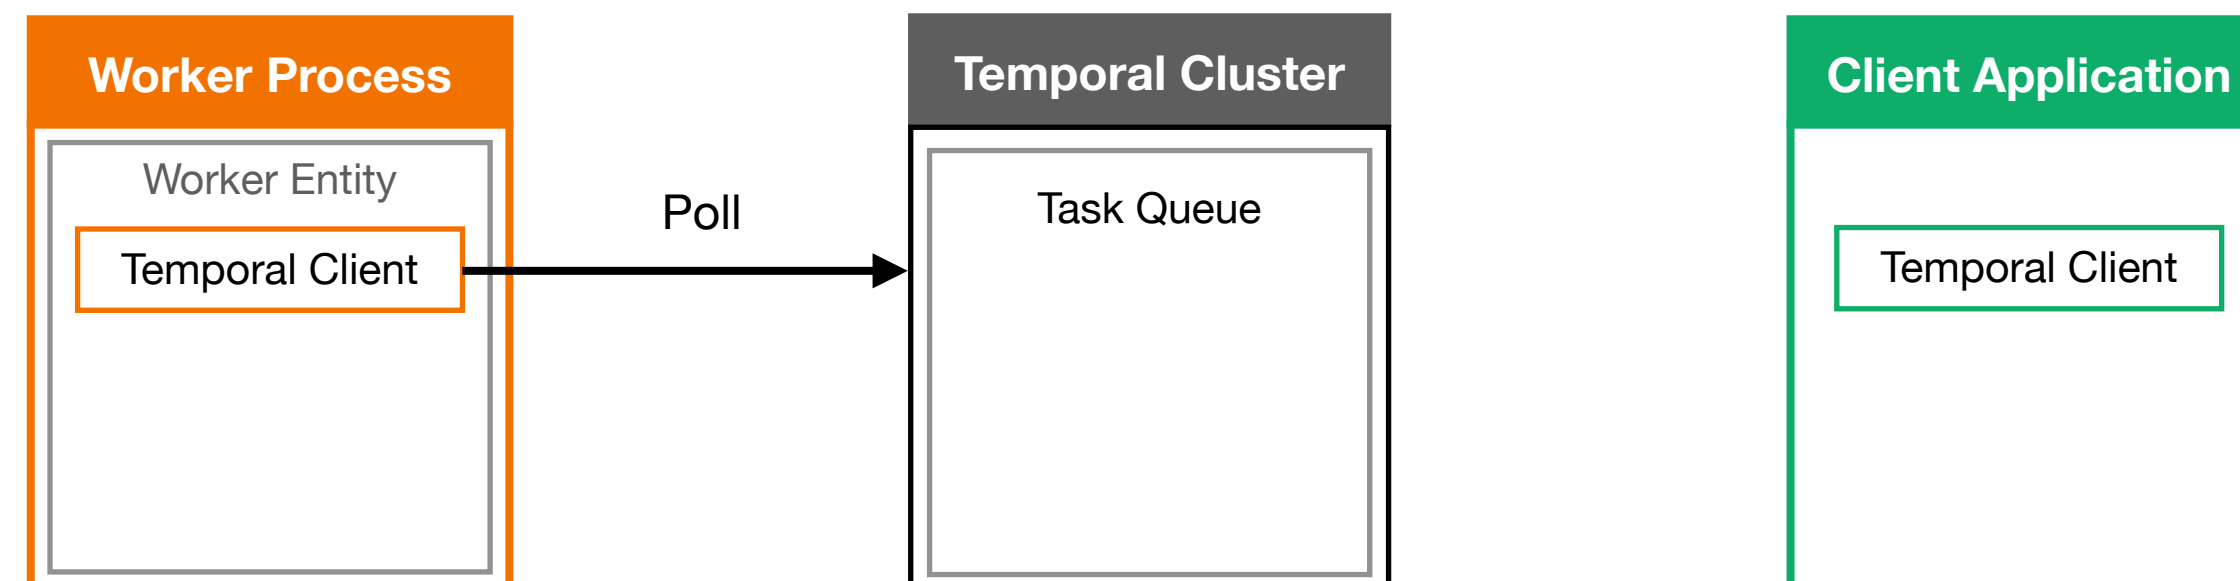 Worker Process
Temporal Cluster
Client Application
Worker Entity
Poll
Task Queue
Temporal Client
Temporal Client